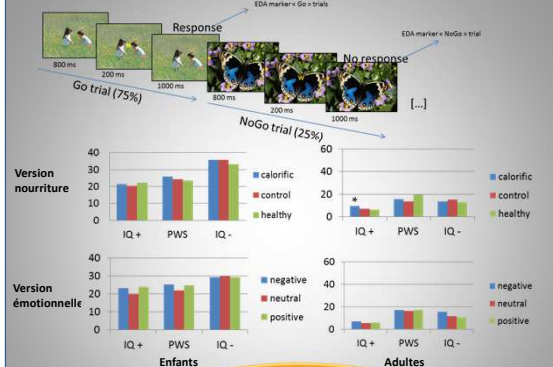 EDA marker « Go » trials
Response
EDA marker « NoGo » trial
No response
800 ms
200 ms
1000 ms
800 ms
200 ms
1000 ms
Go trial (75%)
NoGo trial (25%)
[...]
Version
nourriture
40
30
20
10
0
IQ +
PWS
IQ -
calorific
control
healthy
60
40
20
0
*
IQ +
PWS
IQ -
calorific
control
healthy
Version
émotionnelle
40
30
20
10
0
IQ +
PWS
IQ -
negative
neutral
positive
60
40
20
0
IQ +
PWS
IQ -
negative
neutral
positive
Enfants
Adultes